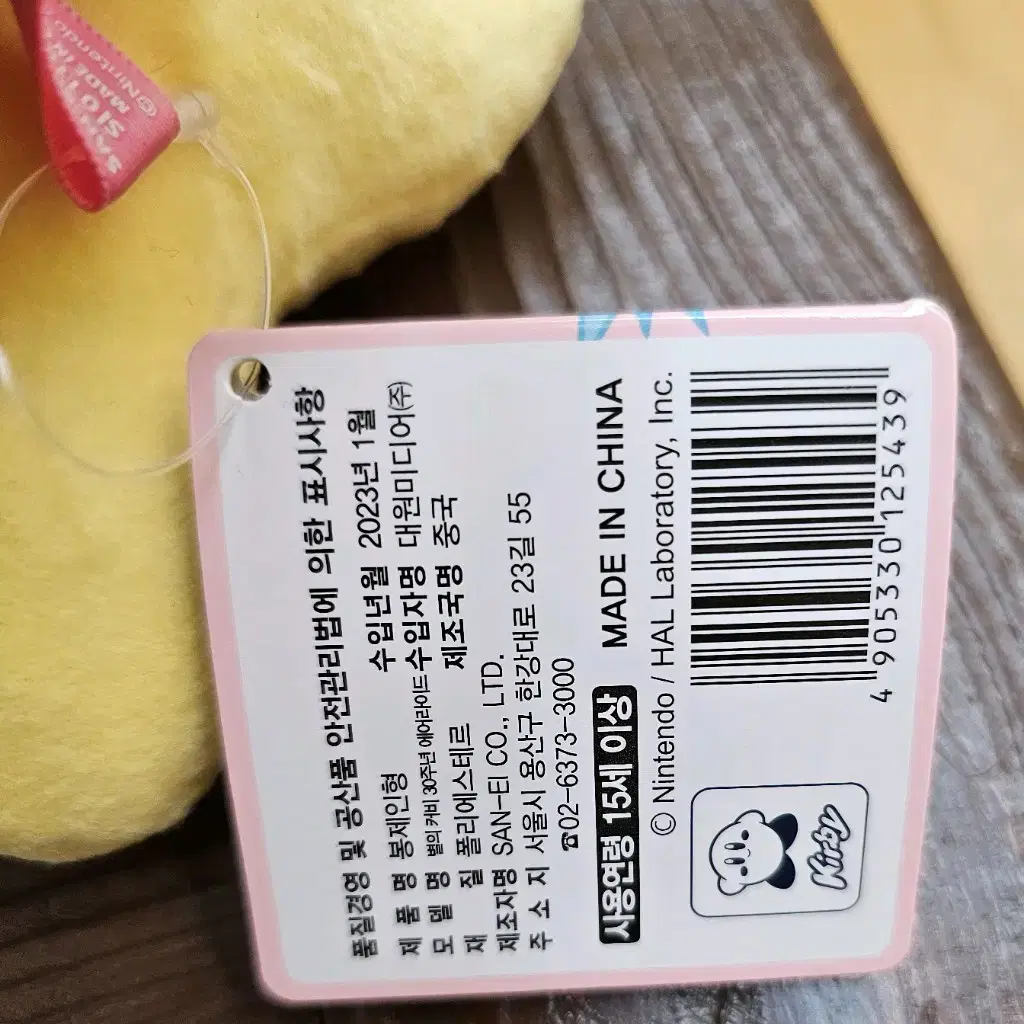 ©Nintendo
MADE IN
품질경영 및 공산품 안전관리법에 의한 표시사항
제 품 명 봉제인형 수입년월 2023년 1월
모 델 명 별의 커비 30주년 에어라이드 수입자명 대원미디어(주)
재 질 폴리에스테르 제조국명 중국
제조자명 SAN-EI CO., LTD.
주 소 지 서울시 용산구 한강대로 23길 55
☎02-6373-3000
사용연령 15세 이상 MADE IN CHINA
© Nintendo / HAL Laboratory, Inc.
Kirby
4 905330 125439